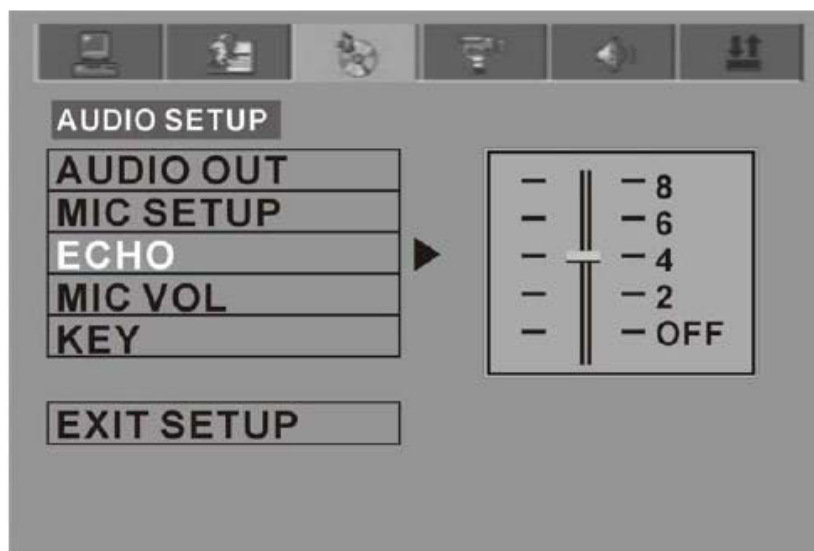 AUDIO SETUP
AUDIO OUT
MIC SETUP
ECHO
MIC VOL
KEY
EXIT SETUP
8
6
4
2
OFF